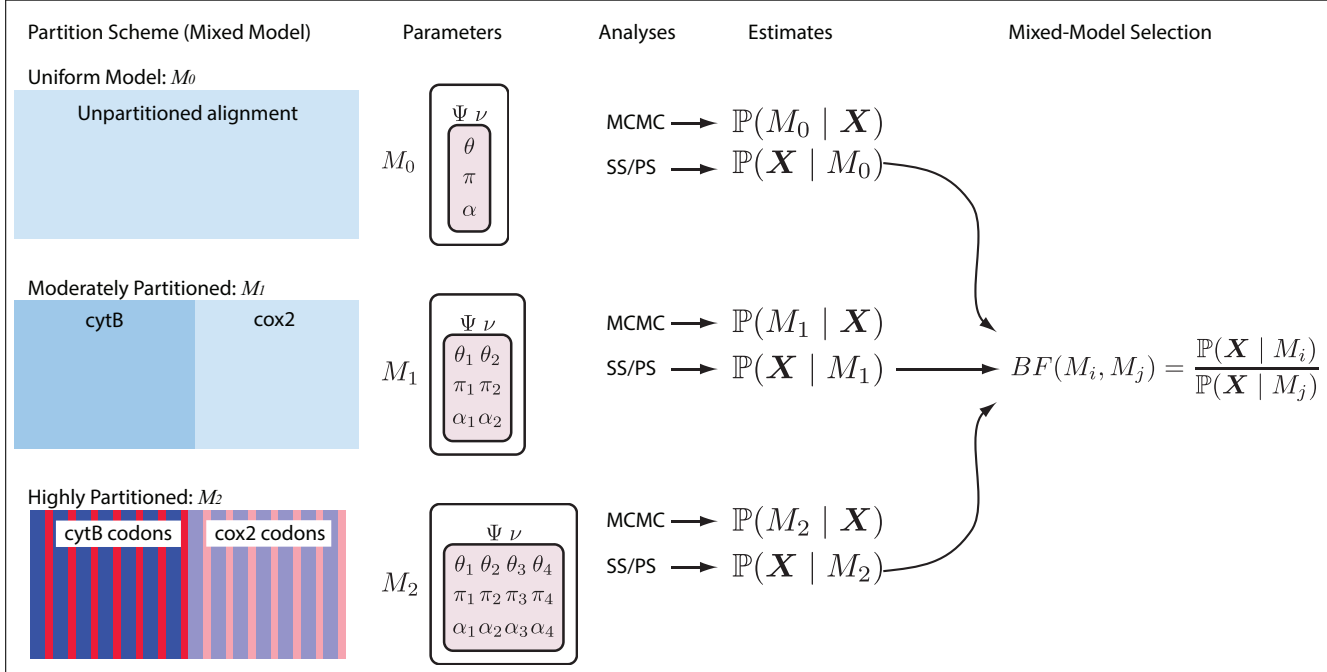 Partition Scheme (Mixed Model) Parameters Analyses Estimates Mixed-Model Selection
Uniform Model: M0
Unpartitioned alignment
M0
Ψ ν
θ
π
α
MCMC ℙ(M0 | X)
SS/PS ℙ(X | M0)
Moderately Partitioned: M1
cytB cox2
M1
Ψ ν
θ1 θ2
π1 π2
α1 α2
MCMC ℙ(M1 | X)
SS/PS ℙ(X | M1)
BF(Mi, Mj) = ℙ(X | Mi) / ℙ(X | Mj)
Highly Partitioned: M2
cytB codons cox2 codons
M2
Ψ ν
θ1 θ2 θ3 θ4
π1 π2 π3 π4
α1 α2 α3 α4
MCMC ℙ(M2 | X)
SS/PS ℙ(X | M2)